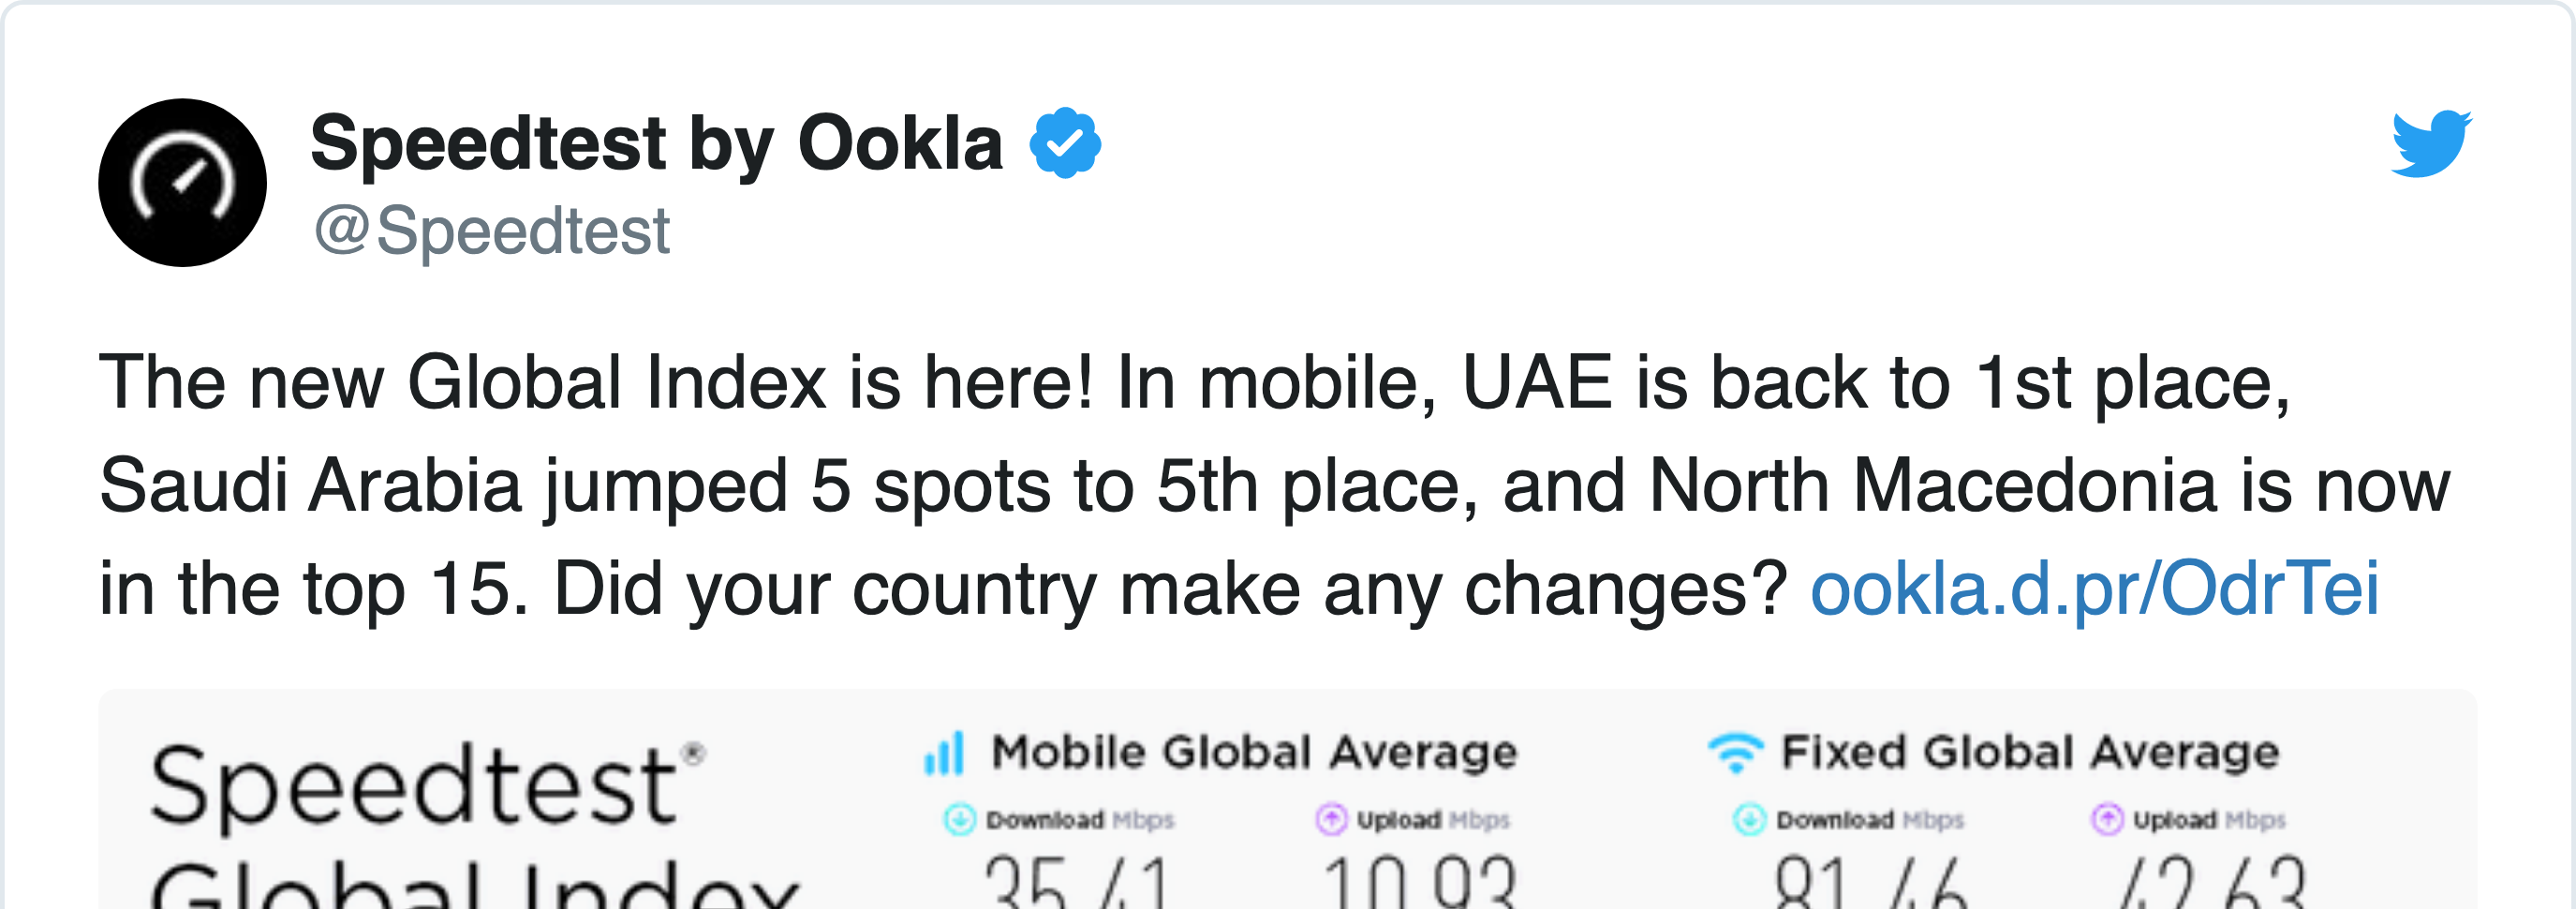 Speedtest by Ookla
@Speedtest
The new Global Index is here! In mobile, UAE is back to 1st place,
Saudi Arabia jumped 5 spots to 5th place, and North Macedonia is now
in the top 15. Did your country make any changes? ookla.d.pr/OdrTei
Speedtest®
Mobile Global Average
Fixed Global Average
Download Mbps
Upload Mbps
Download Mbps
Upload Mbps
Global Index
35.41
10.93
81.46
42.63